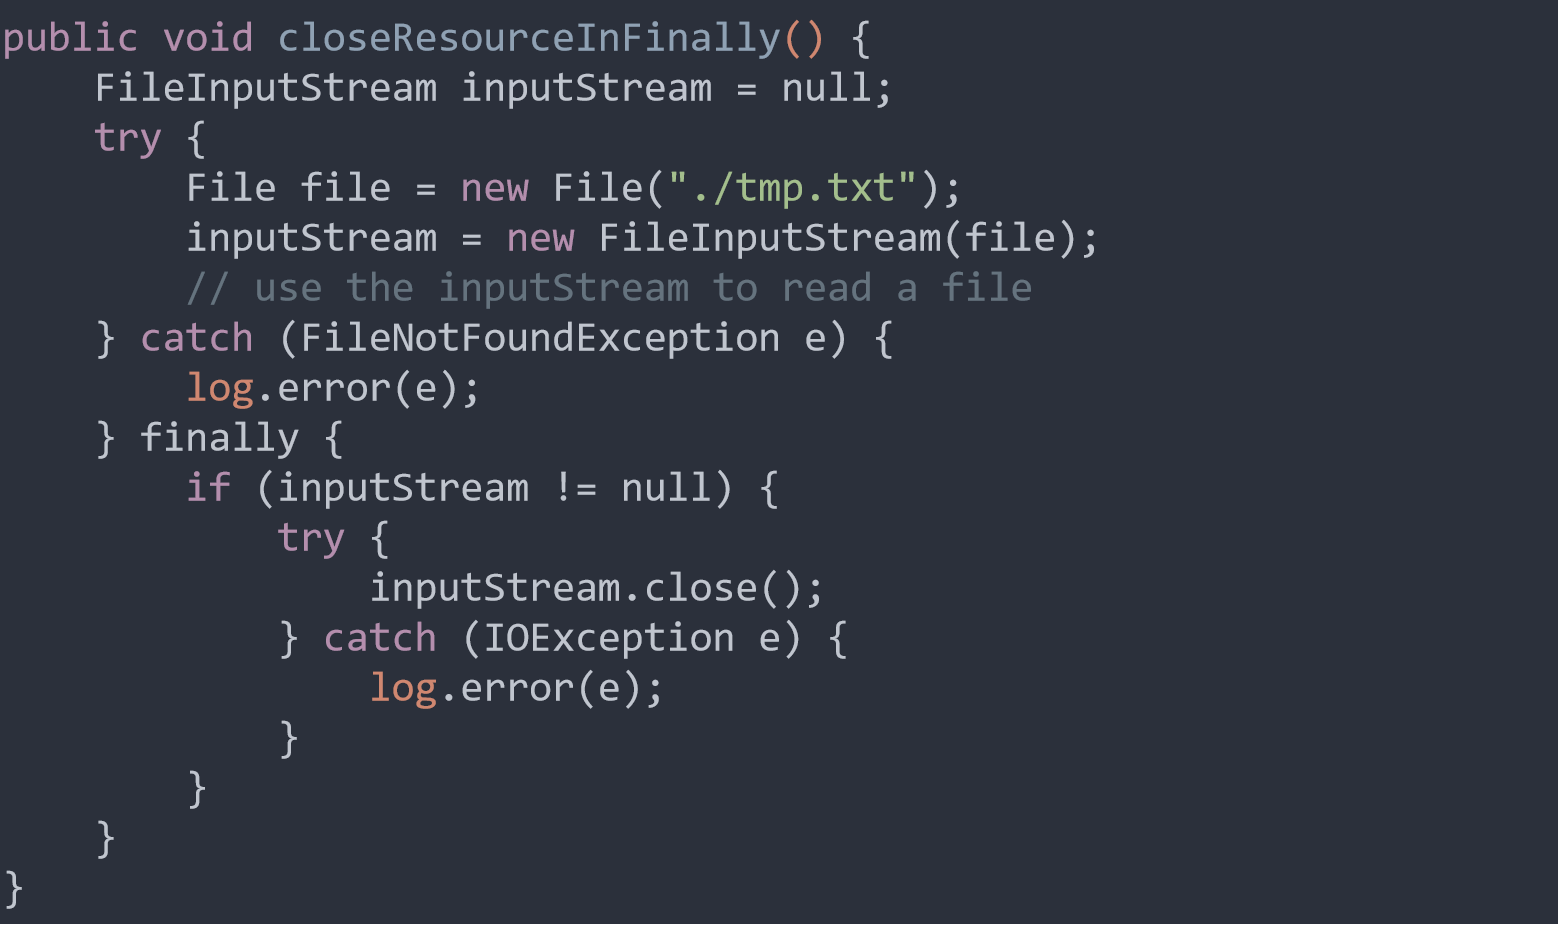 public void closeResourceInFinally() {
    FileInputStream inputStream = null;
    try {
        File file = new File("./tmp.txt");
        inputStream = new FileInputStream(file);
        // use the inputStream to read a file
    } catch (FileNotFoundException e) {
        log.error(e);
    } finally {
        if (inputStream != null) {
            try {
                inputStream.close();
            } catch (IOException e) {
                log.error(e);
            }
        }
    }
}